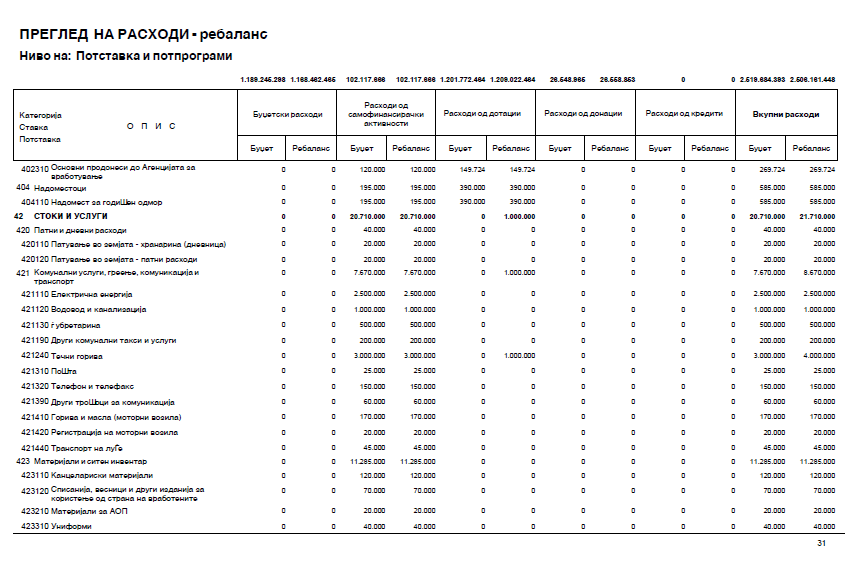 ПРЕГЛЕД НА РАСХОДИ - ребаланс
Ниво на: Потставка и потпрограми
1.189.245.298 1.168.462.465 102.117.666 102.117.666 1.201.772.464 1.209.022.464 26.548.965 26.558.853 0 0 2.519.684.393 2.506.161.448
Категорија
Ставка О П И С
Потставка
Буџетски расходи Расходи од самофинансирачки активности Расходи од дотации Расходи од донации Расходи од кредити Вкупни расходи
Буџет Ребаланс Буџет Ребаланс Буџет Ребаланс Буџет Ребаланс Буџет Ребаланс Буџет Ребаланс
402310 Основни продонеси до Агенцијата за
вработување 0 0 120.000 120.000 149.724 149.724 0 0 0 0 269.724 269.724
404 Надоместоци 0 0 195.000 195.000 390.000 390.000 0 0 0 0 585.000 585.000
404110 Надомест за годиШен одмор 0 0 195.000 195.000 390.000 390.000 0 0 0 0 585.000 585.000
42 СТОКИ И УСЛУГИ 0 0 20.710.000 20.710.000 0 1.000.000 0 0 0 0 20.710.000 21.710.000
420 Патни и дневни расходи 0 0 40.000 40.000 0 0 0 0 0 0 40.000 40.000
420110 Патување во земјата - хранарина (дневница) 0 0 20.000 20.000 0 0 0 0 0 0 20.000 20.000
420120 Патување во земјата - патни расходи 0 0 20.000 20.000 0 0 0 0 0 0 20.000 20.000
421 Комунални услуги, греење, комуникација и
транспорт 0 0 7.670.000 7.670.000 0 1.000.000 0 0 0 0 7.670.000 8.670.000
421110 Електрична енергија 0 0 2.500.000 2.500.000 0 0 0 0 0 0 2.500.000 2.500.000
421120 Водовод и канализација 0 0 1.000.000 1.000.000 0 0 0 0 0 0 1.000.000 1.000.000
421130 ѓубретарина 0 0 500.000 500.000 0 0 0 0 0 0 500.000 500.000
421190 Други комунални такси и услуги 0 0 200.000 200.000 0 0 0 0 0 0 200.000 200.000
421240 Течни горива 0 0 3.000.000 3.000.000 0 1.000.000 0 0 0 0 3.000.000 4.000.000
421310 ПоШта 0 0 25.000 25.000 0 0 0 0 0 0 25.000 25.000
421320 Телефон и телефакс 0 0 150.000 150.000 0 0 0 0 0 0 150.000 150.000
421390 Други троШоци за комуникација 0 0 60.000 60.000 0 0 0 0 0 0 60.000 60.000
421410 Горива и масла (моторни возила) 0 0 170.000 170.000 0 0 0 0 0 0 170.000 170.000
421420 Регистрација на моторни возила 0 0 20.000 20.000 0 0 0 0 0 0 20.000 20.000
421440 Транспорт на луЃе 0 0 45.000 45.000 0 0 0 0 0 0 45.000 45.000
423 Материјали и ситен инвентар 0 0 11.285.000 11.285.000 0 0 0 0 0 0 11.285.000 11.285.000
423110 Канцелариски материјали 0 0 120.000 120.000 0 0 0 0 0 0 120.000 120.000
423120 Списанија, весници и други изданија за
користење од страна на вработените 0 0 70.000 70.000 0 0 0 0 0 0 70.000 70.000
423210 Материјали за АОП 0 0 20.000 20.000 0 0 0 0 0 0 20.000 20.000
423310 Униформи 0 0 40.000 40.000 0 0 0 0 0 0 40.000 40.000
31